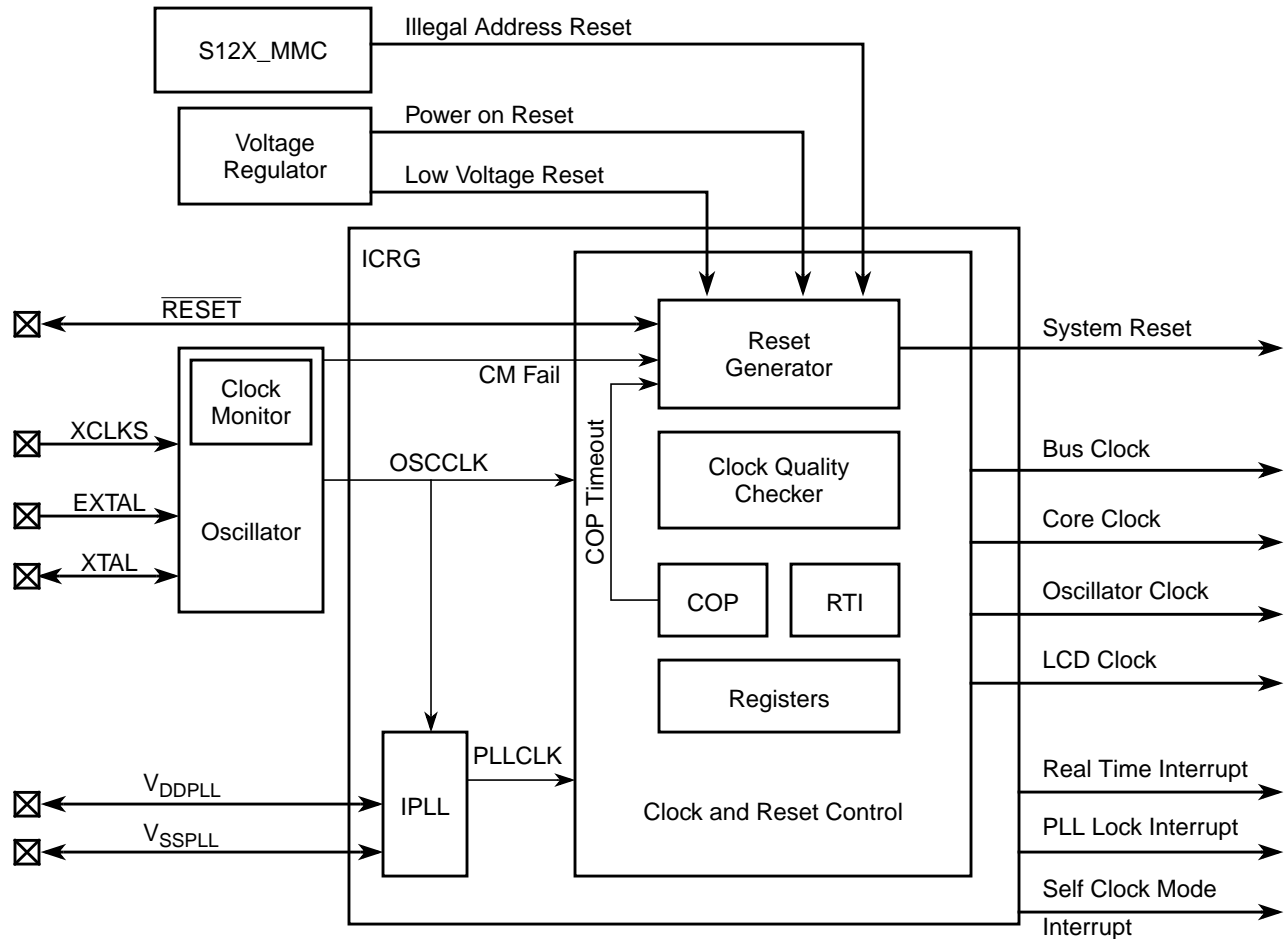 Illegal Address Reset
S12X_MMC
Power on Reset
Voltage
Regulator
Low Voltage Reset
ICRG
RESET
Reset
Generator
System Reset
CM Fail
Clock
Monitor
XCLKS
OSCCLK
COP Timeout
Clock Quality
Checker
Bus Clock
EXTAL
Oscillator
Core Clock
XTAL
COP
RTI
Oscillator Clock
LCD Clock
Registers
PLLCLK
Real Time Interrupt
VDDPLL
IPLL
Clock and Reset Control
PLL Lock Interrupt
VSSPLL
Self Clock Mode
Interrupt